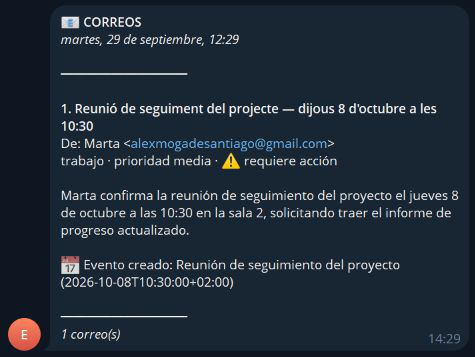 CORREOS
martes, 29 de septiembre, 12:29
1. Reunió de seguiment del projecte — dijous 8 d'octubre a les
10:30
De: Marta <alexmogadesantiago@gmail.com>
trabajo · prioridad media · ⚠️ requiere acción
Marta confirma la reunión de seguimiento del proyecto el jueves 8
de octubre a las 10:30 en la sala 2, solicitando traer el informe de
progreso actualizado.
17 Evento creado: Reunión de seguimiento del proyecto
(2026-10-08T10:30:00+02:00)
1 correo(s)
E
14:29